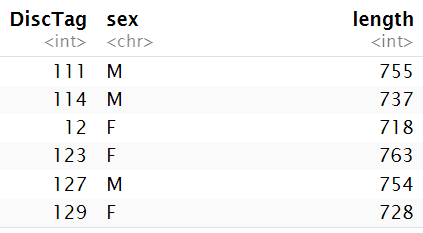 DiscTag sex length
<int> <chr> <int>
111 M 755
114 M 737
12 F 718
123 F 763
127 M 754
129 F 728